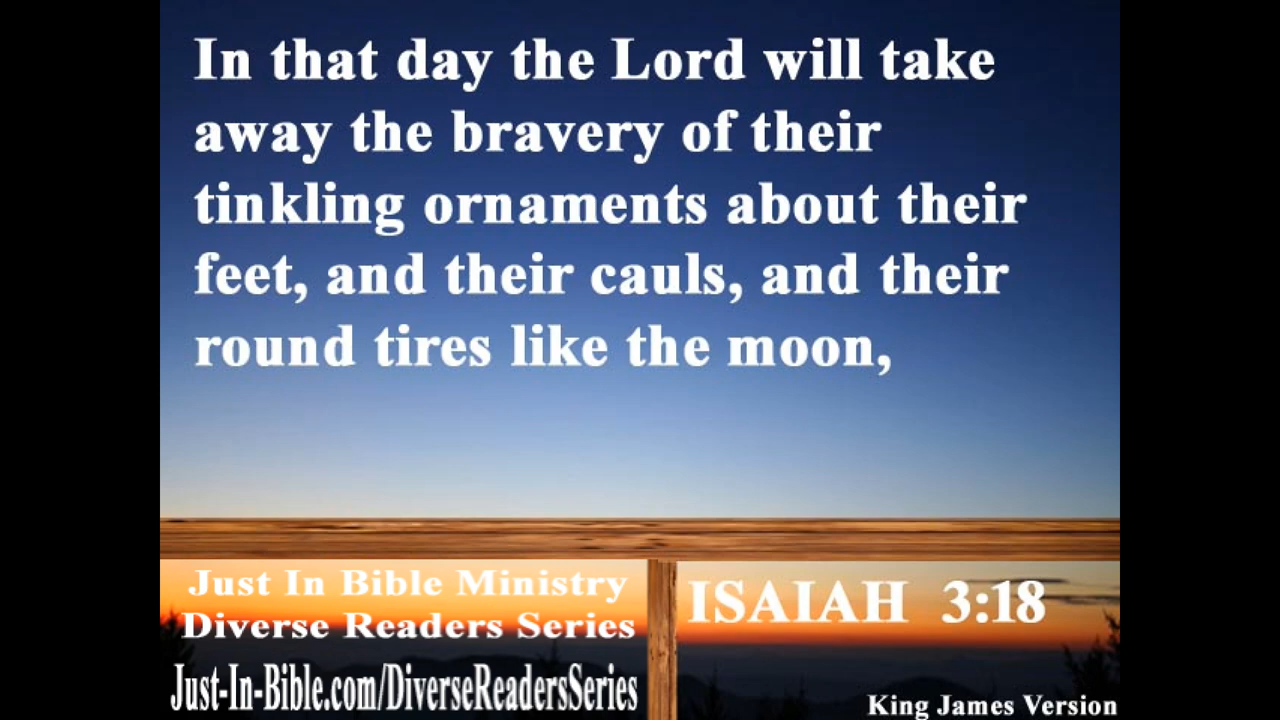 In that day the Lord will take
away the bravery of their
tinkling ornaments about their
feet, and their cauls, and their
round tires like the moon,
Just In Bible Ministry
Diverse Readers Series
Just-In-Bible.com/DiverseReadersSeries
ISAIAH 3:18
King James Version